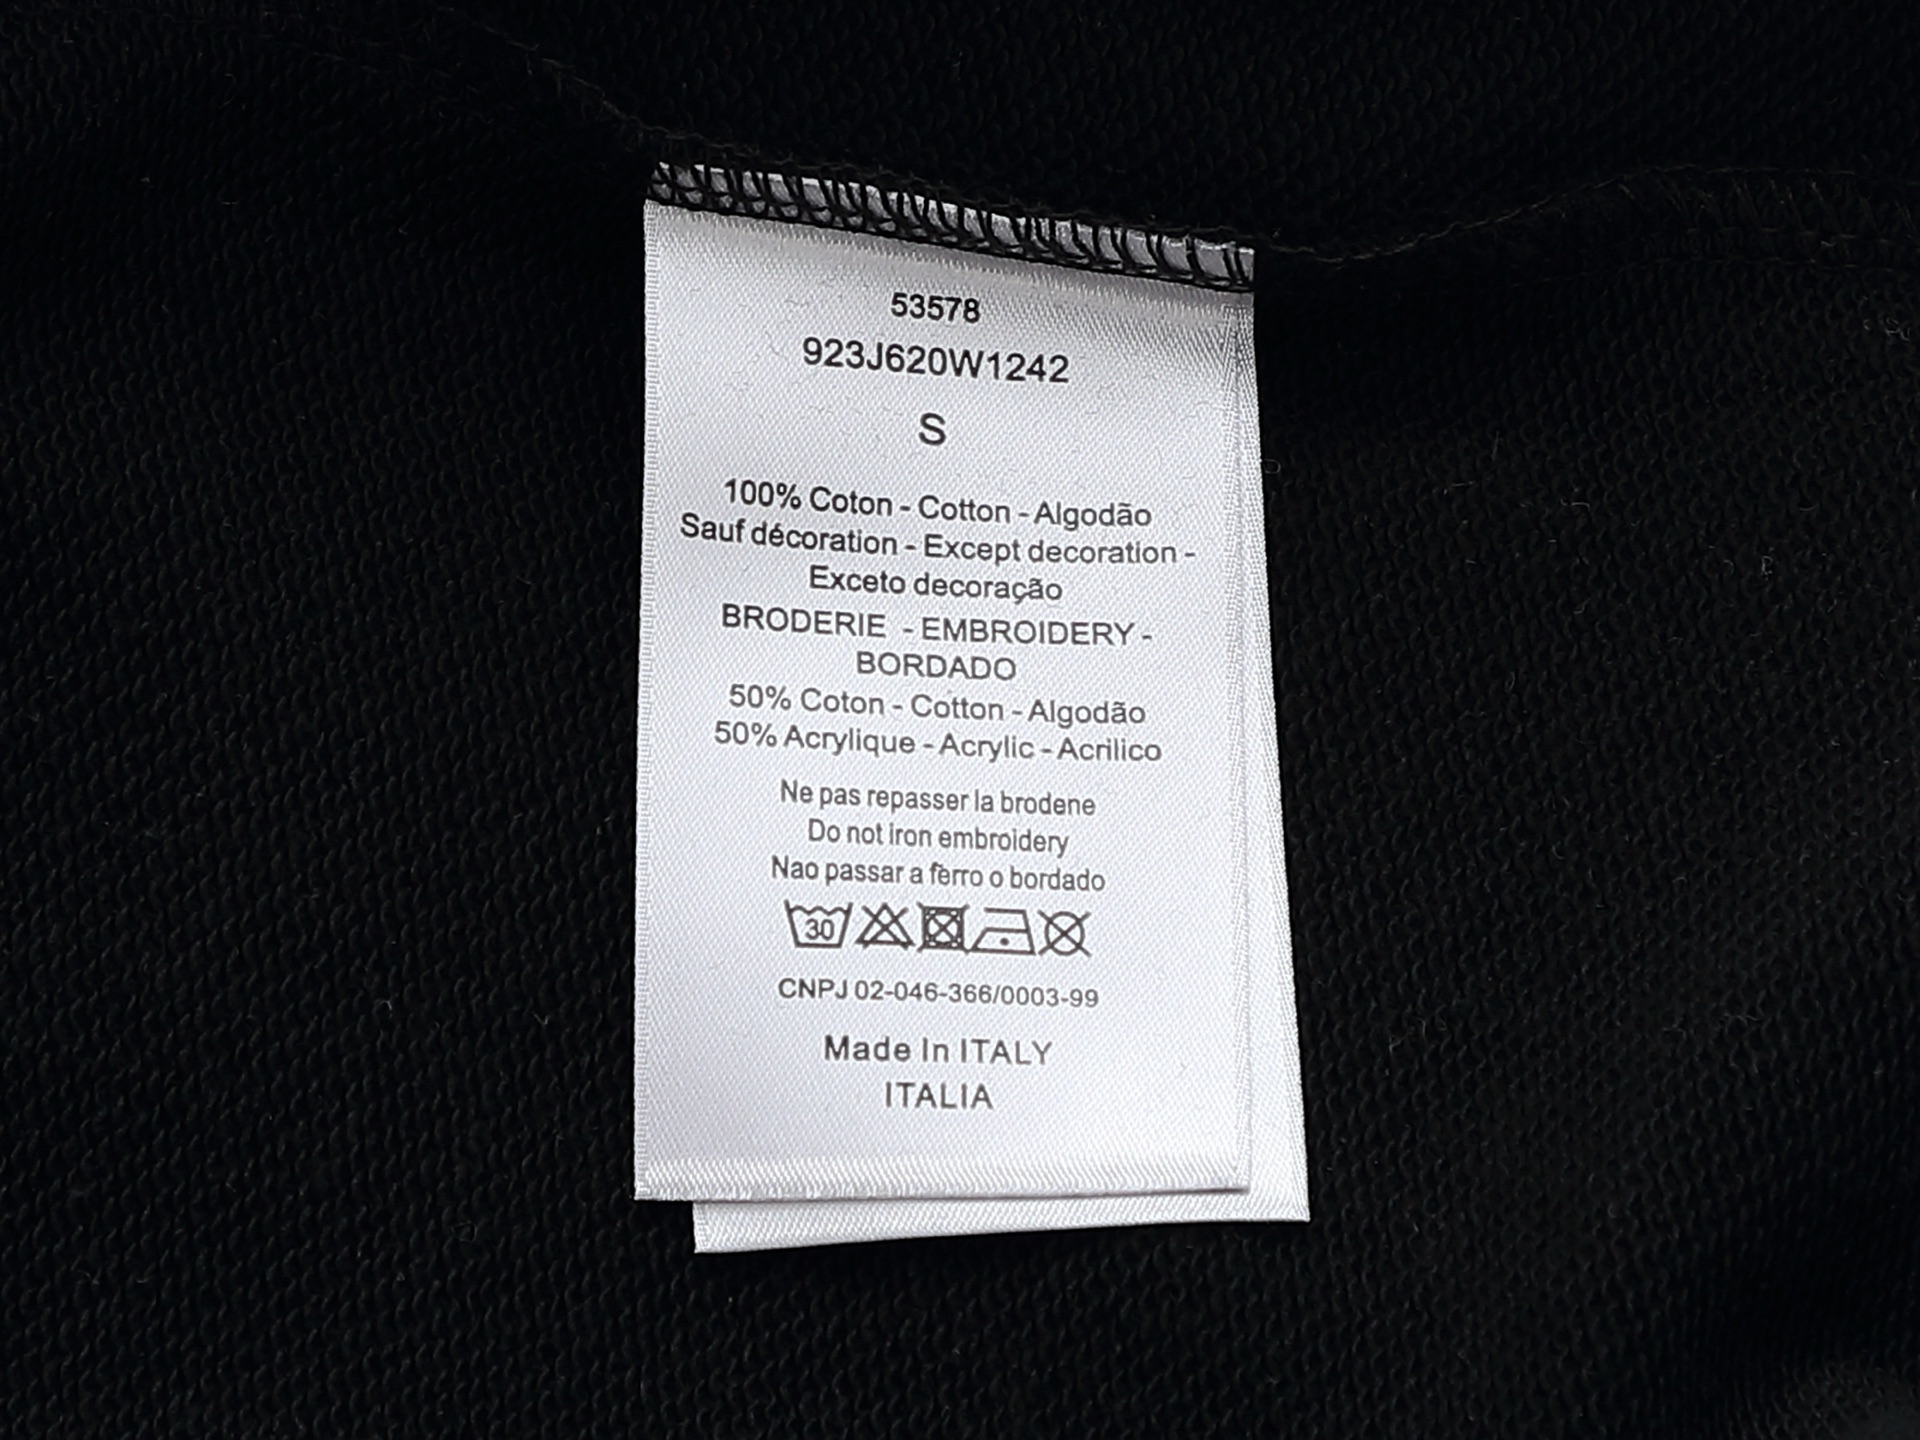 53578
923J620W1242
S
100% Coton - Cotton - Algodão
Sauf décoration - Except decoration -
Exceto decoração
BRODERIE - EMBROIDERY -
BORDADO
50% Coton - Cotton - Algodão
50% Acrylique - Acrylic - Acrilico
Ne pas repasser la brodene
Do not iron embroidery
Nao passar a ferro o bordado
30
CNPJ 02-046-366/0003-99
Made In ITALY
ITALIA